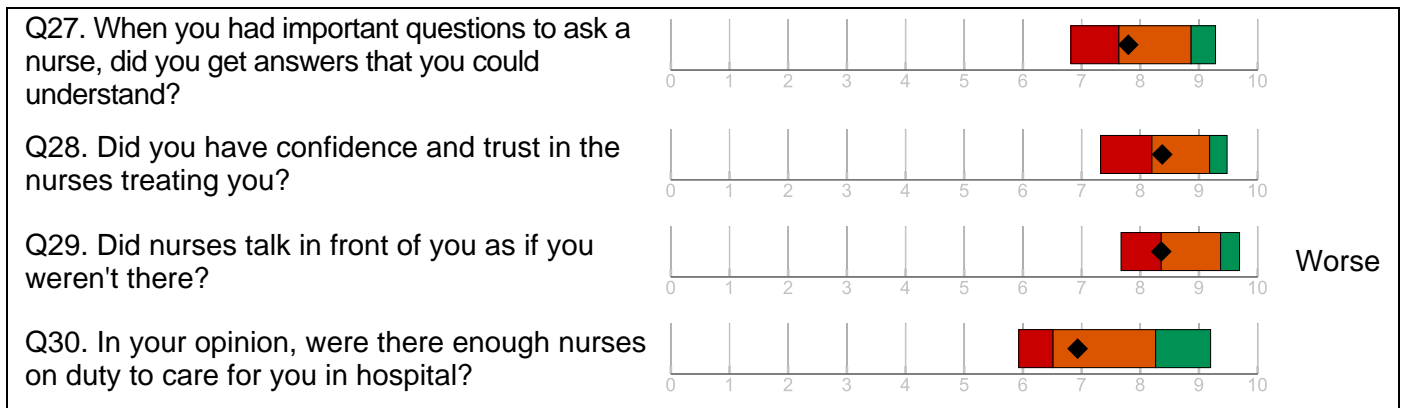 Q27. When you had important questions to ask a
nurse, did you get answers that you could
understand?
0 1 2 3 4 5 6 7 8 9 10
Q28. Did you have confidence and trust in the
nurses treating you?
0 1 2 3 4 5 6 7 8 9 10
Q29. Did nurses talk in front of you as if you
weren't there?
Worse
0 1 2 3 4 5 6 7 8 9 10
Q30. In your opinion, were there enough nurses
on duty to care for you in hospital?
0 1 2 3 4 5 6 7 8 9 10